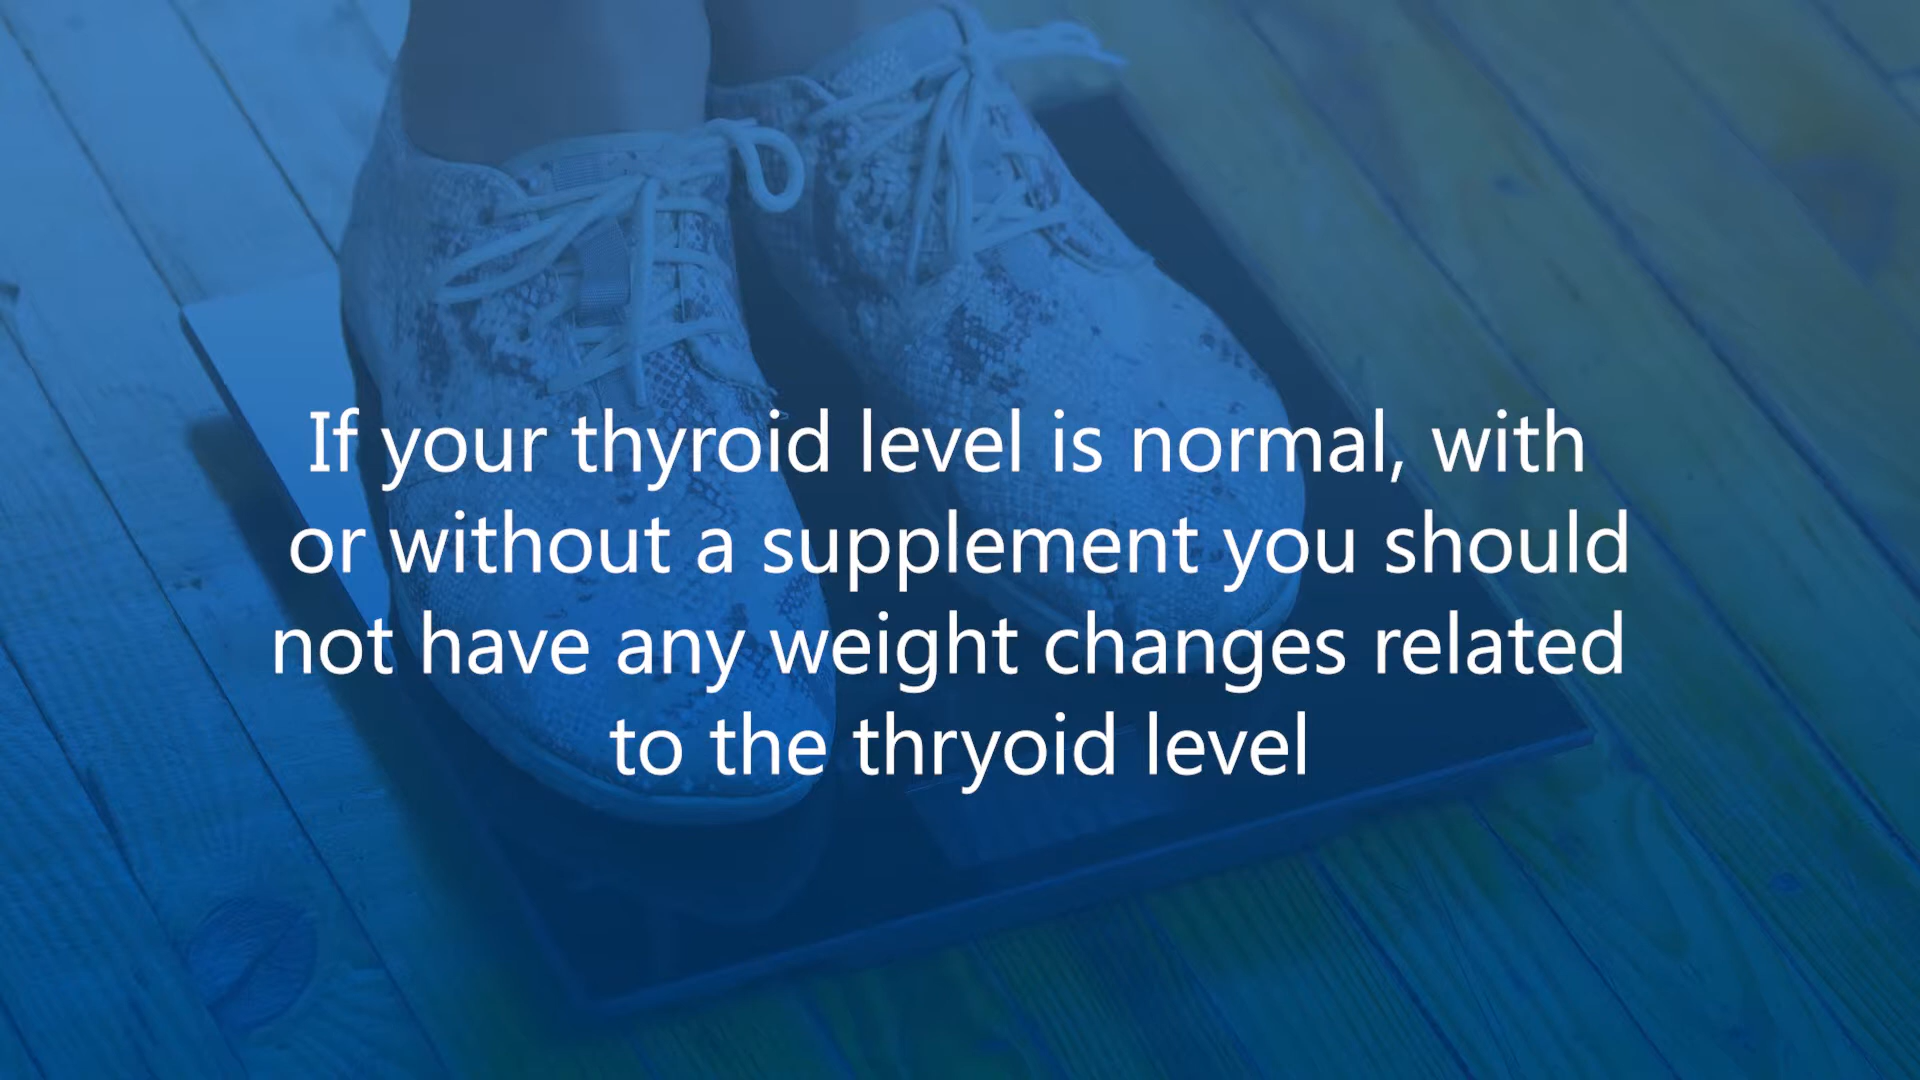 If your thyroid level is normal, with
or without a supplement you should
not have any weight changes related
to the thryoid level